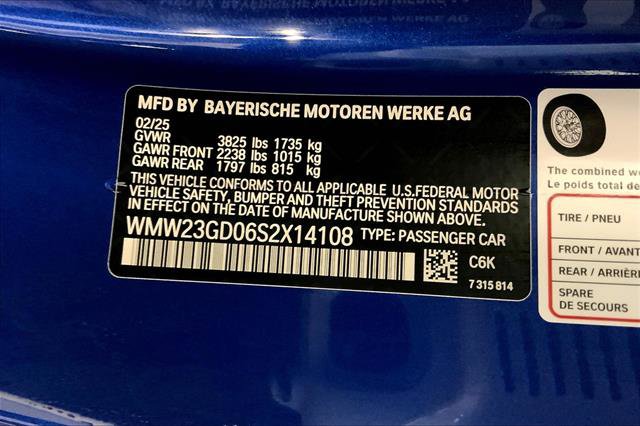 MFD BY BAYERISCHE MOTOREN WERKE AG
02/25
GVWR 3825 lbs 1735 kg
GAWR FRONT 2238 lbs 1015 kg
GAWR REAR 1797 lbs 815 kg
THIS VEHICLE CONFORMS TO ALL APPLICABLE U.S.FEDERAL MOTOR
VEHICLE SAFETY, BUMPER AND THEFT PREVENTION STANDARDS
IN EFFECT ON THE DATE OF MANUFACTURE SHOWN ABOVE.
WMW23GD06S2X14108 TYPE: PASSENGER CAR
C6K
7 315 814
The combined
Le poids total
TIRE / PNEU
FRONT / AVANT
REAR / ARRIÈRE
SPARE
DE SECOURS